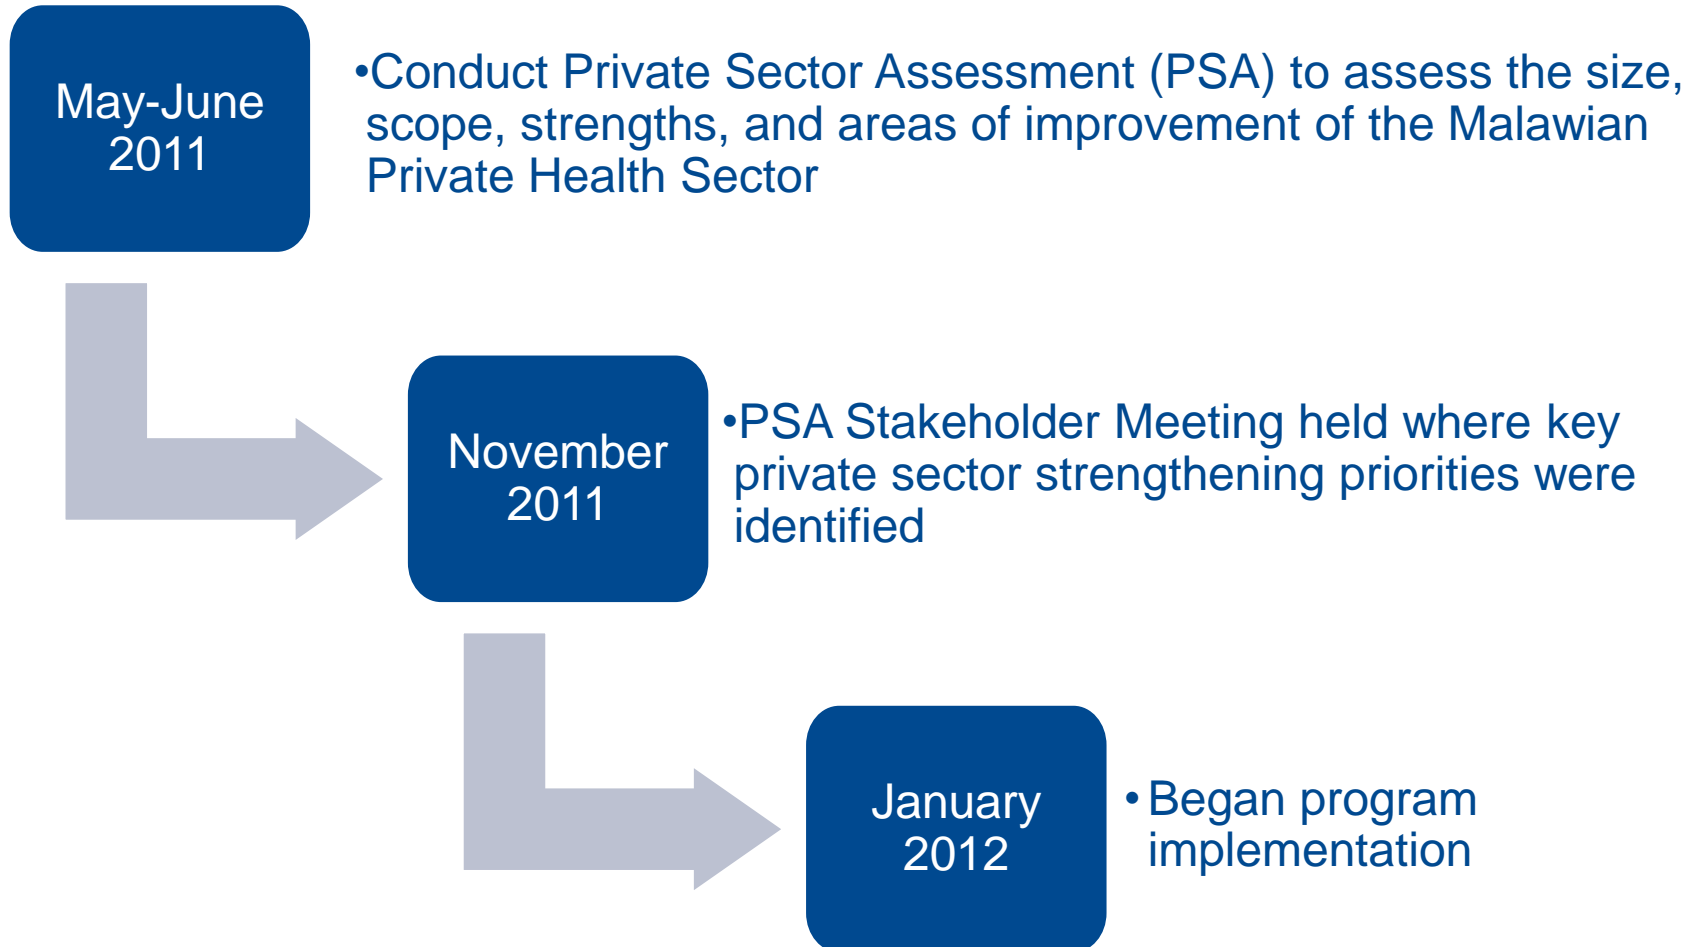 May-June
2011
•Conduct Private Sector Assessment (PSA) to assess the size,
scope, strengths, and areas of improvement of the Malawian
Private Health Sector
November
2011
•PSA Stakeholder Meeting held where key
private sector strengthening priorities were
identified
January
2012
•Began program
implementation